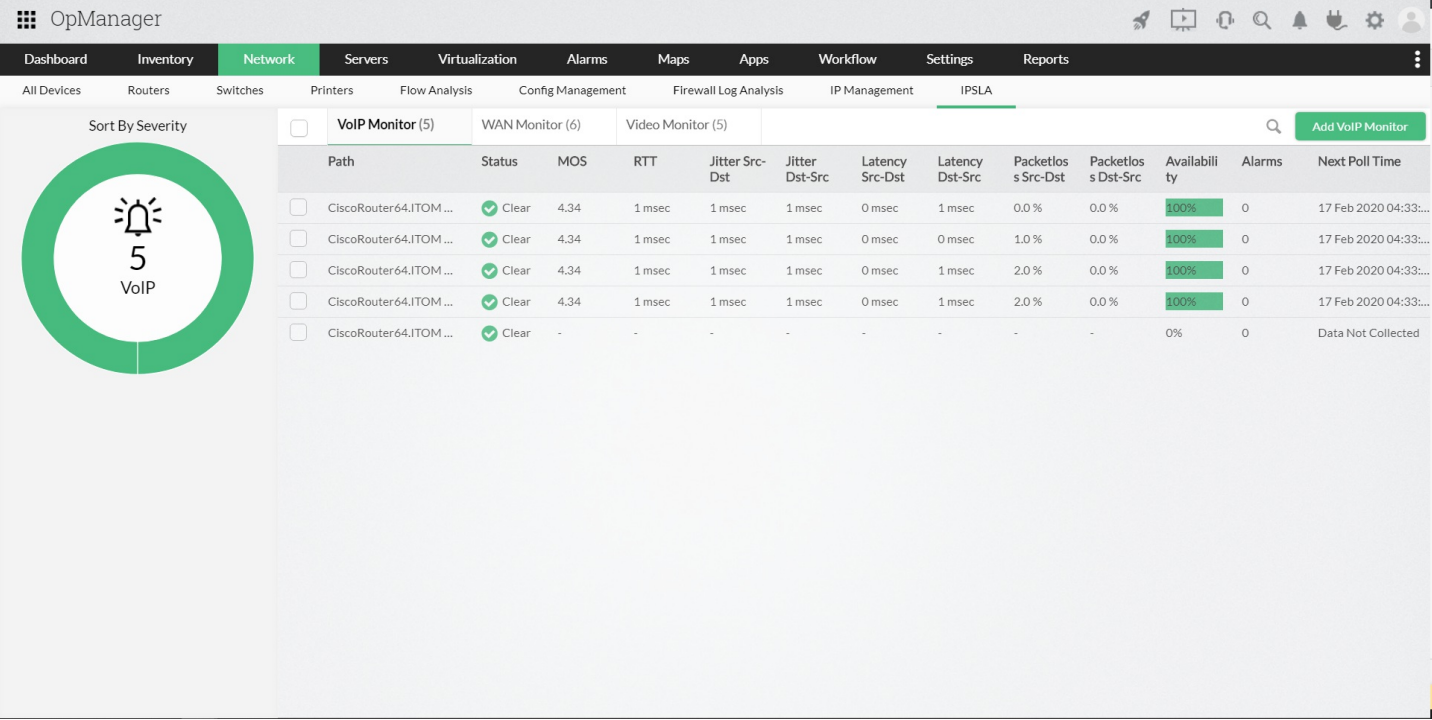 OpManager
Dashboard Inventory Network Servers Virtualization Alarms Maps Apps Workflow Settings Reports
All Devices Routers Switches Printers Flow Analysis Config Management Firewall Log Analysis IP Management IPSLA
Sort By Severity
5
VoIP
VoIP Monitor (5) WAN Monitor (6) Video Monitor (5) Add VoIP Monitor
Path Status MOS RTT Jitter Src- Jitter Latency Latency Packetlos Packetlos Availabili Alarms Next Poll Time
Dst Dst-Src Src-Dst Dst-Src s Src-Dst s Dst-Src ty
CiscoRouter64.ITOM ... Clear 4.34 1 msec 1 msec 1 msec 0 msec 1 msec 0.0 % 0.0 % 100% 0 17 Feb 2020 04:33:...
CiscoRouter64.ITOM ... Clear 4.34 1 msec 1 msec 1 msec 0 msec 0 msec 1.0 % 0.0 % 100% 0 17 Feb 2020 04:33:...
CiscoRouter64.ITOM ... Clear 4.34 1 msec 1 msec 1 msec 0 msec 1 msec 2.0 % 0.0 % 100% 0 17 Feb 2020 04:33:...
CiscoRouter64.ITOM ... Clear 4.34 1 msec 1 msec 1 msec 0 msec 1 msec 2.0 % 0.0 % 100% 0 17 Feb 2020 04:33:...
CiscoRouter64.ITOM ... Clear - - - - - - - - 0% 0 Data Not Collected